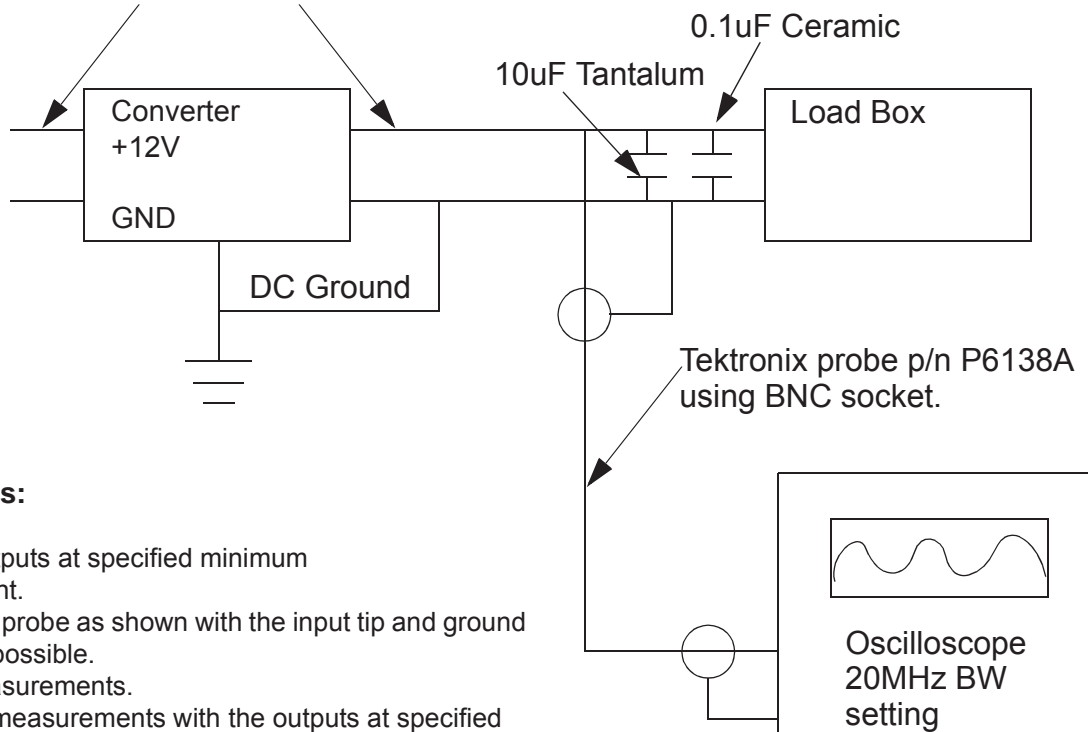 0.1uF Ceramic
10uF Tantalum
Converter
+12V
GND
Load Box
DC Ground
Tektronix probe p/n P6138A
using BNC socket.
s:
puts at specified minimum
nt.
probe as shown with the input tip and ground
possible.
asurements.
measurements with the outputs at specified
Oscilloscope
20MHz BW
setting